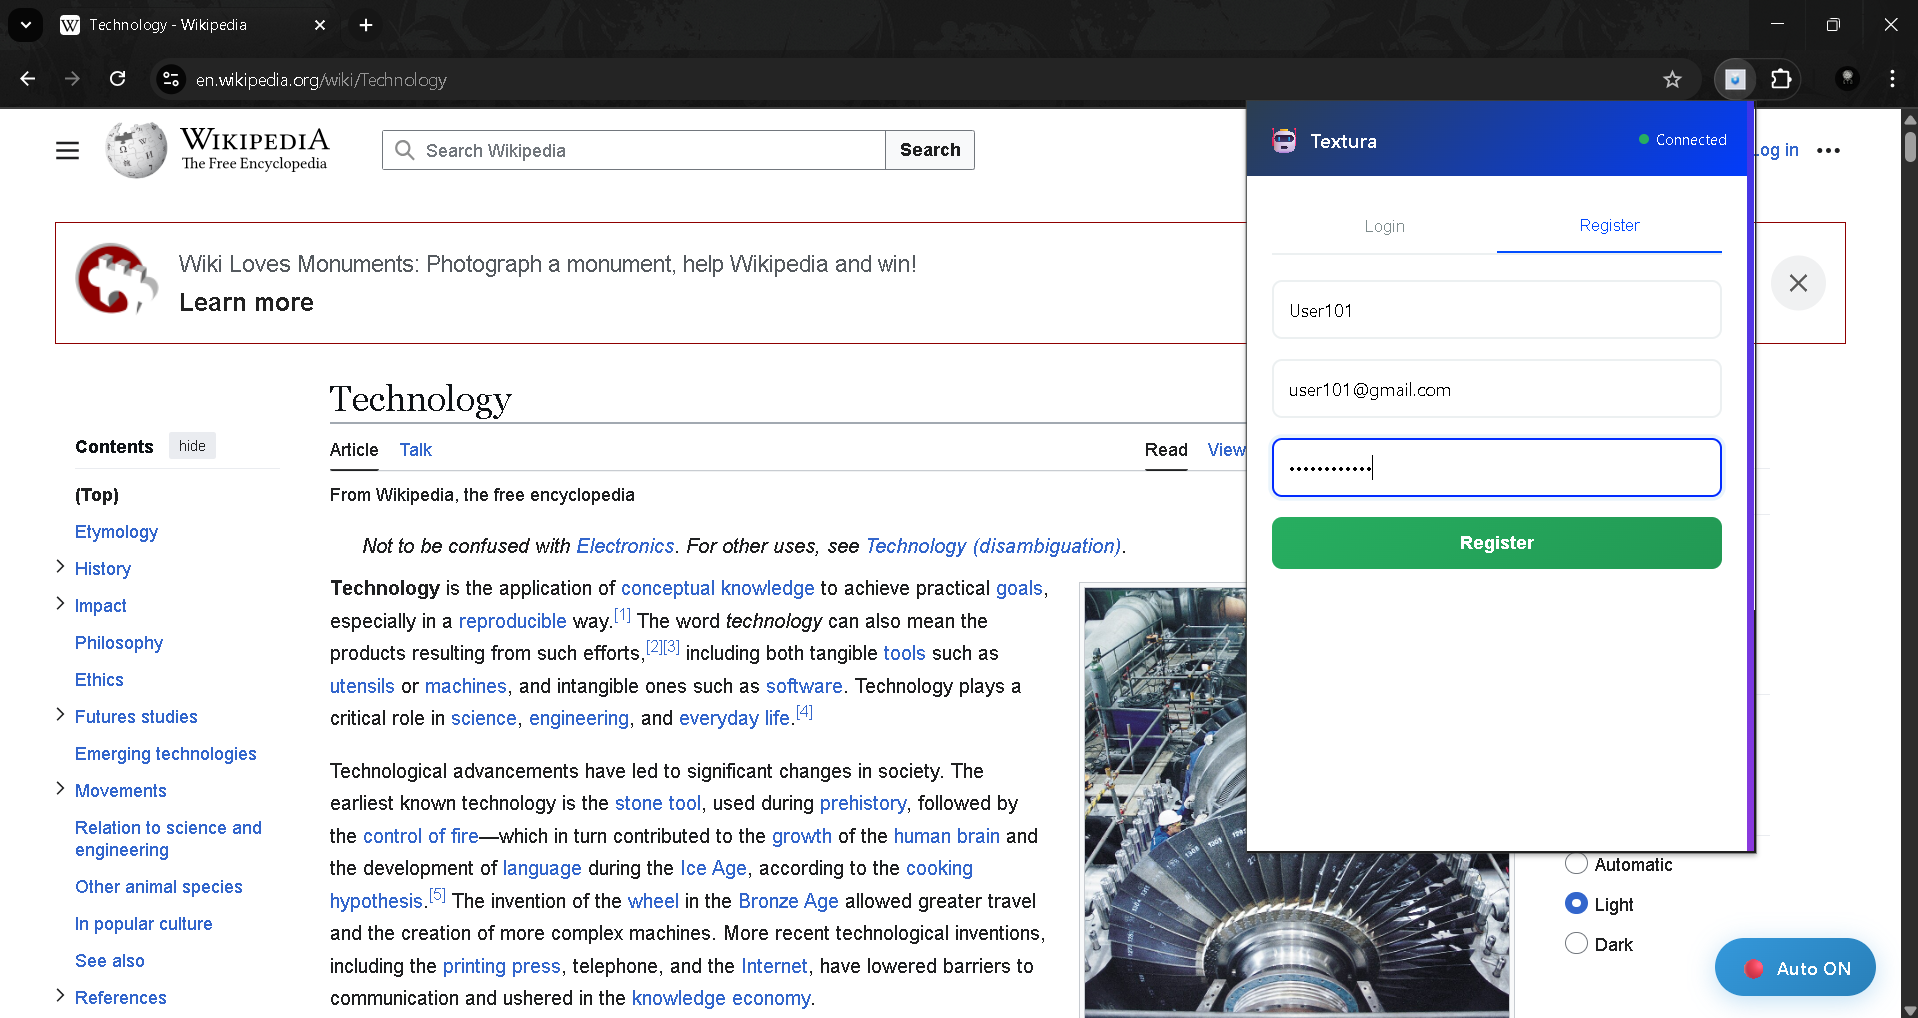 Technology - Wikipedia
en.wikipedia.org/wiki/Technology
WIKIPEDIA
The Free Encyclopedia
Search Wikipedia
Search
Log in
Textura
Connected
Login
Register
User101
user101@gmail.com
••••••••••••
Register
Wiki Loves Monuments: Photograph a monument, help Wikipedia and win!
Learn more
Contents
hide
(Top)
Etymology
History
Impact
Philosophy
Ethics
Futures studies
Emerging technologies
Movements
Relation to science and
engineering
Other animal species
In popular culture
See also
References
Technology
Article
Talk
Read
View
From Wikipedia, the free encyclopedia
Not to be confused with Electronics. For other uses, see Technology (disambiguation).
Technology is the application of conceptual knowledge to achieve practical goals,
especially in a reproducible way.[1] The word technology can also mean the
products resulting from such efforts,[2][3] including both tangible tools such as
utensils or machines, and intangible ones such as software. Technology plays a
critical role in science, engineering, and everyday life.[4]
Technological advancements have led to significant changes in society. The
earliest known technology is the stone tool, used during prehistory, followed by
the control of fire—which in turn contributed to the growth of the human brain and
the development of language during the Ice Age, according to the cooking
hypothesis.[5] The invention of the wheel in the Bronze Age allowed greater travel
and the creation of more complex machines. More recent technological inventions,
including the printing press, telephone, and the Internet, have lowered barriers to
communication and ushered in the knowledge economy.
Automatic
Light
Dark
Auto ON